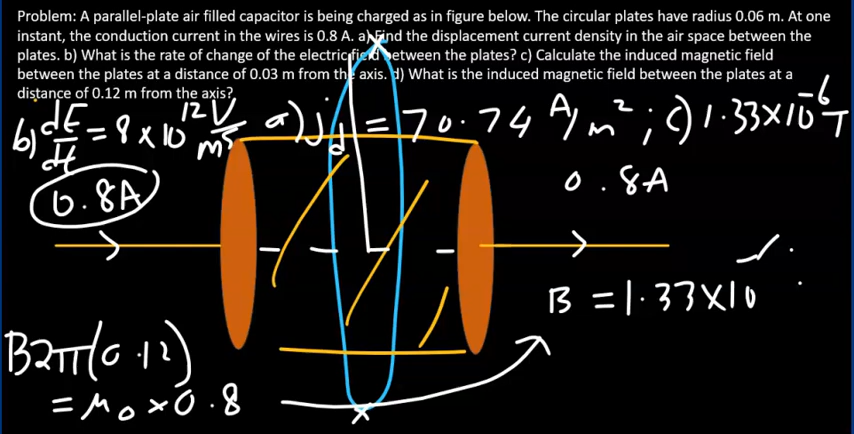 Problem: A parallel-plate air filled capacitor is being charged as in figure below. The circular plates have radius 0.06 m. At one
instant, the conduction current in the wires is 0.8 A. a) Find the displacement current density in the air space between the
plates. b) What is the rate of change of the electric field between the plates? c) Calculate the induced magnetic field
between the plates at a distance of 0.03 m from the axis. d) What is the induced magnetic field between the plates at a
distance of 0.12 m from the axis?
b) dE/dt = 8 x 10^12 V/ms a) jd = 70.74 A/m² ; c) 1.33x10^-6 T
0.8A
0.8A
B = 1.33x10
B2π(0.12)
= μ0 x 0.8